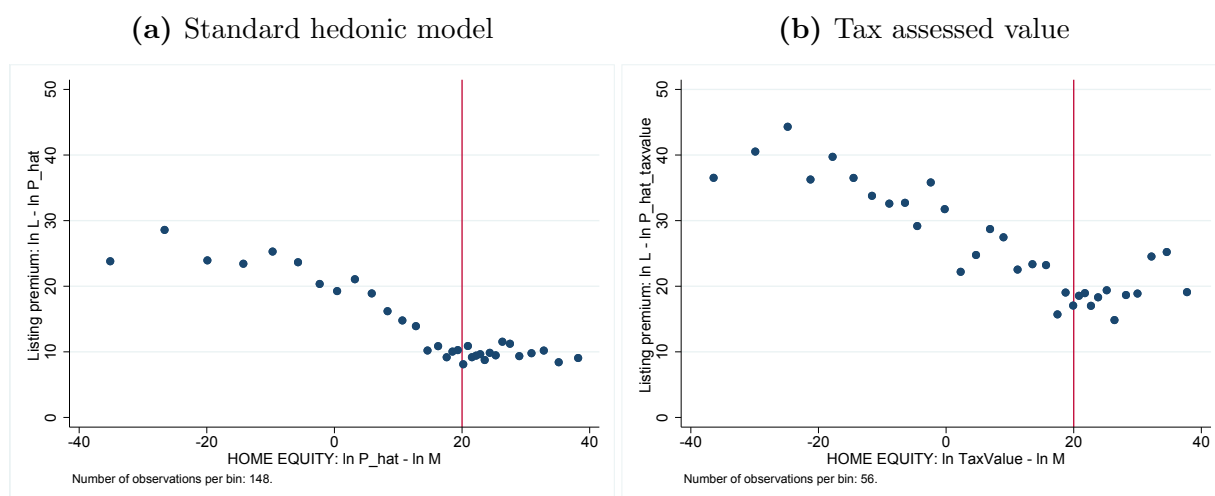 (a) Standard hedonic model
Listing premium: ln L - ln P_hat
50
40
30
20
10
0
-40
-20
0
20
40
HOME EQUITY: ln P_hat - ln M
Number of observations per bin: 148.
(b) Tax assessed value
Listing premium: ln L - ln P_hat_taxvalue
50
40
30
20
10
0
-40
-20
0
20
40
HOME EQUITY: ln TaxValue - ln M
Number of observations per bin: 56.